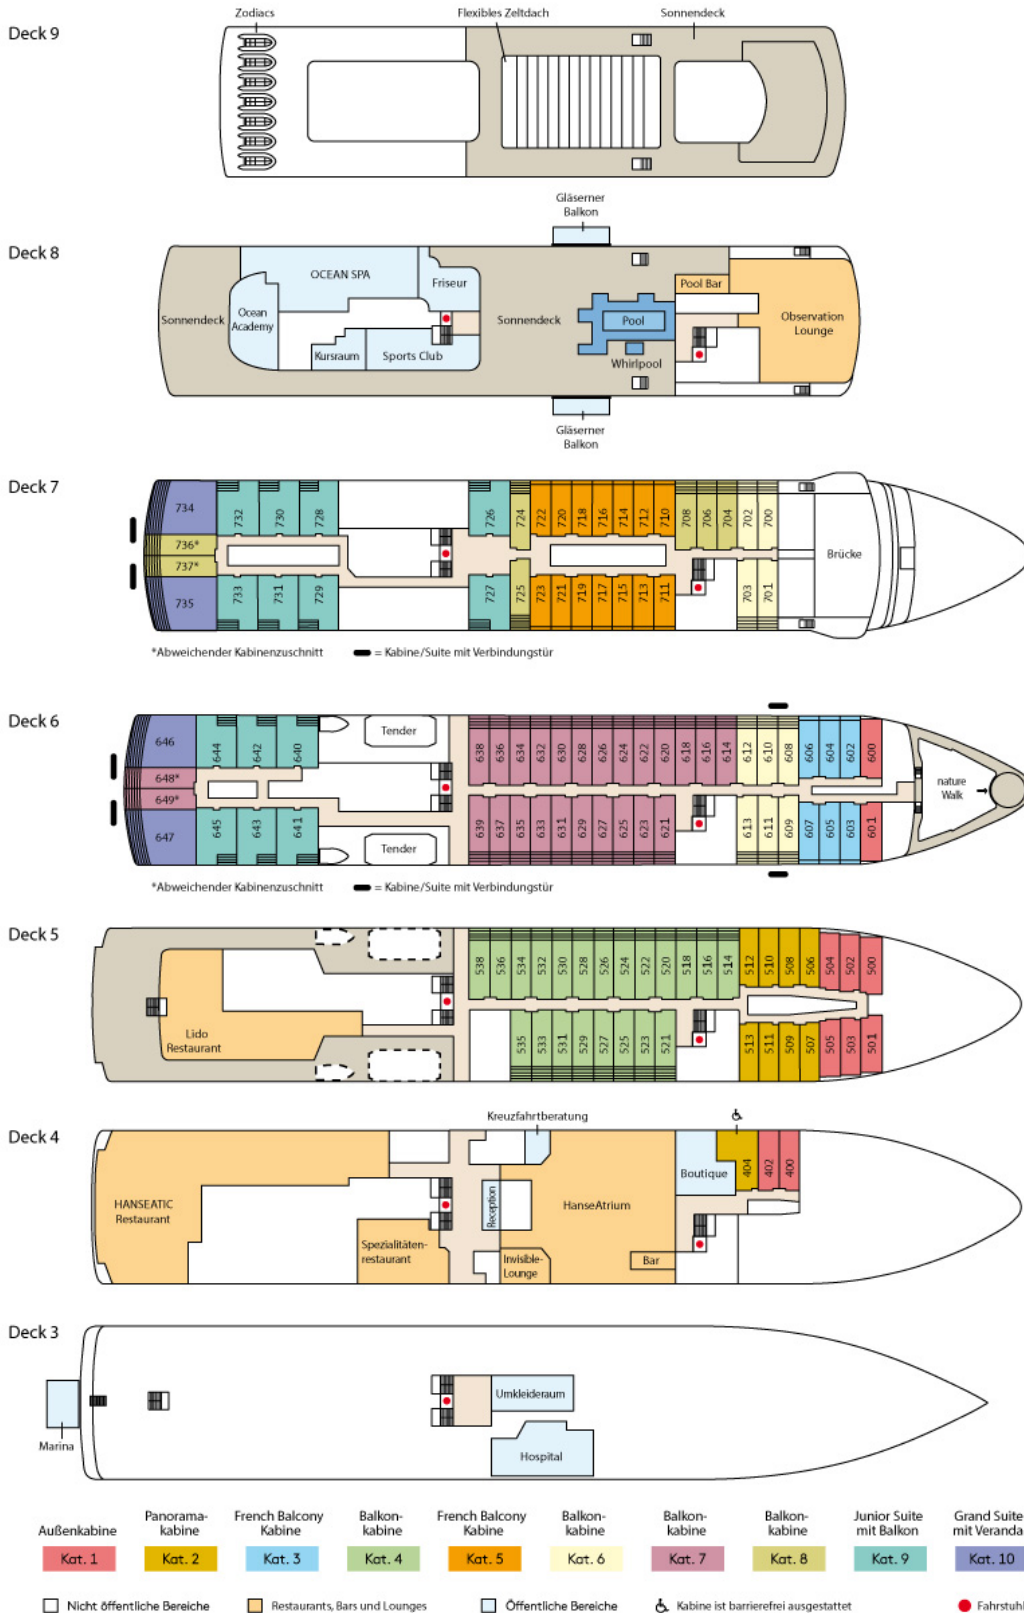 Zodiacs
Flexibles Zeltdach
Sonnendeck
Deck 9
Gläserner
Balkon
Deck 8
OCEAN SPA
Friseur
Pool Bar
Ocean
Academy
Sonnendeck
Sonnendeck
Pool
Observation
Lounge
Kursraum
Sports Club
Whirlpool
Gläserner
Balkon
Deck 7
734
732
730
728
726
724
722
720
718
716
714
712
710
708
706
704
702
700
736*
737*
Brücke
735
733
731
729
727
725
723
721
719
717
715
713
711
703
701
*Abweichender Kabinenzuschnitt
= Kabine/Suite mit Verbindungstür
Deck 6
646
644
642
640
Tender
638
636
634
632
630
628
626
624
622
620
618
616
614
612
610
608
606
604
602
600
648*
649*
nature
Walk
647
645
643
641
Tender
639
637
635
633
631
629
627
625
623
621
613
611
609
607
605
603
601
*Abweichender Kabinenzuschnitt
= Kabine/Suite mit Verbindungstür
Deck 5
538
536
534
532
530
528
526
524
522
520
518
516
514
512
510
508
506
504
502
500
Lido
Restaurant
535
533
531
529
527
525
523
521
513
511
509
507
505
503
501
Kreuzfahrtberatung
Deck 4
HANSEATIC
Restaurant
Reception
HanseAtrium
Boutique
404
402
400
Spezialitäten-
restaurant
Invisible-
Lounge
Bar
Deck 3
Umkleideraum
Marina
Hospital
Außenkabine
Panorama-
kabine
French Balcony
Kabine
Balkon-
kabine
French Balcony
Kabine
Balkon-
kabine
Balkon-
kabine
Balkon-
kabine
Junior Suite
mit Balkon
Grand Suite
mit Veranda
Kat. 1
Kat. 2
Kat. 3
Kat. 4
Kat. 5
Kat. 6
Kat. 7
Kat. 8
Kat. 9
Kat. 10
Nicht öffentliche Bereiche
Restaurants, Bars und Lounges
Öffentliche Bereiche
Kabine ist barrierefrei ausgestattet
Fahrstuhl